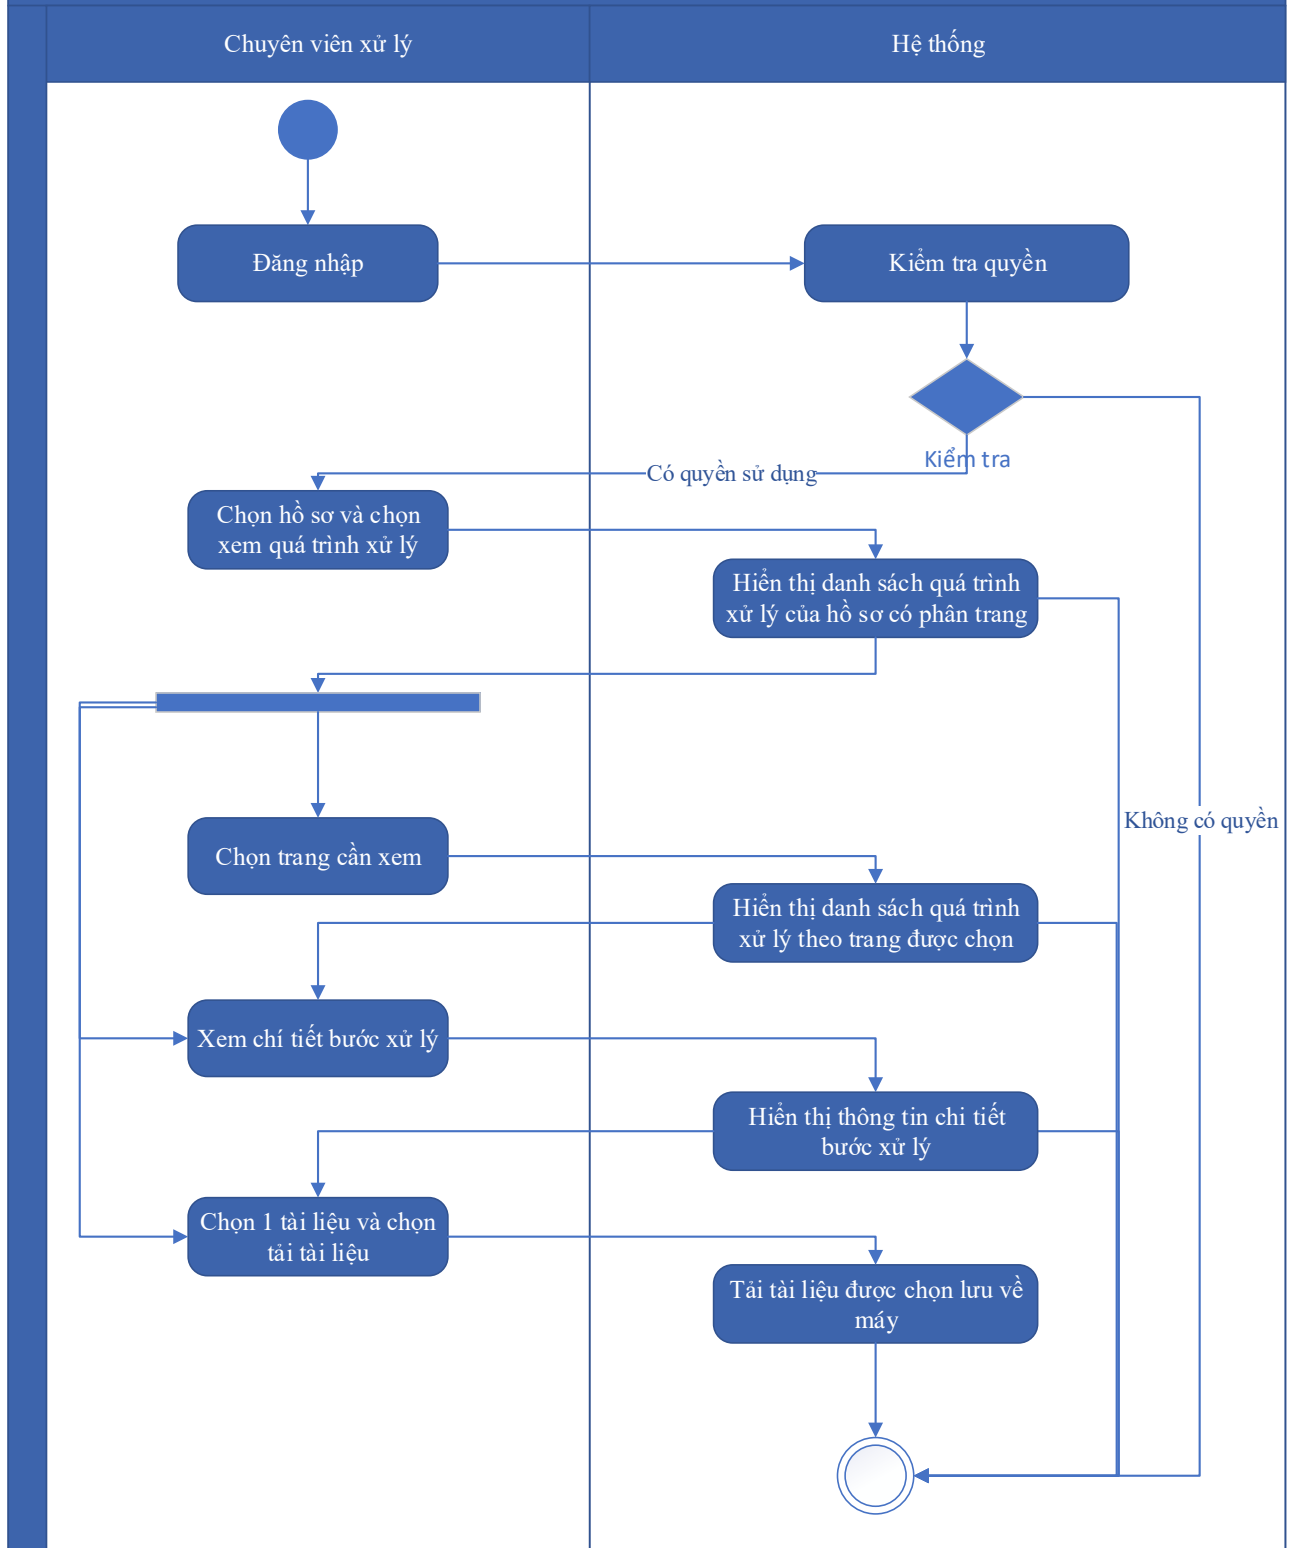 Chuyên viên xử lý
Hệ thống
Đăng nhập
Kiểm tra quyền
Kiểm tra
Có quyền sử dụng
Chọn hồ sơ và chọn
xem quá trình xử lý
Hiển thị danh sách quá trình
xử lý của hồ sơ có phân trang
Không có quyền
Chọn trang cần xem
Hiển thị danh sách quá trình
xử lý theo trang được chọn
Xem chí tiết bước xử lý
Hiển thị thông tin chi tiết
bước xử lý
Chọn 1 tài liệu và chọn
tải tài liệu
Tải tài liệu được chọn lưu về
máy